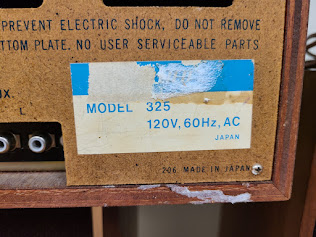 PREVENT ELECTRIC SHOCK, DO NOT REMOVE
TTOM PLATE. NO USER SERVICEABLE PARTS
L
MODEL 325
120V, 60Hz, AC
JAPAN
206 MADE IN JAPAN